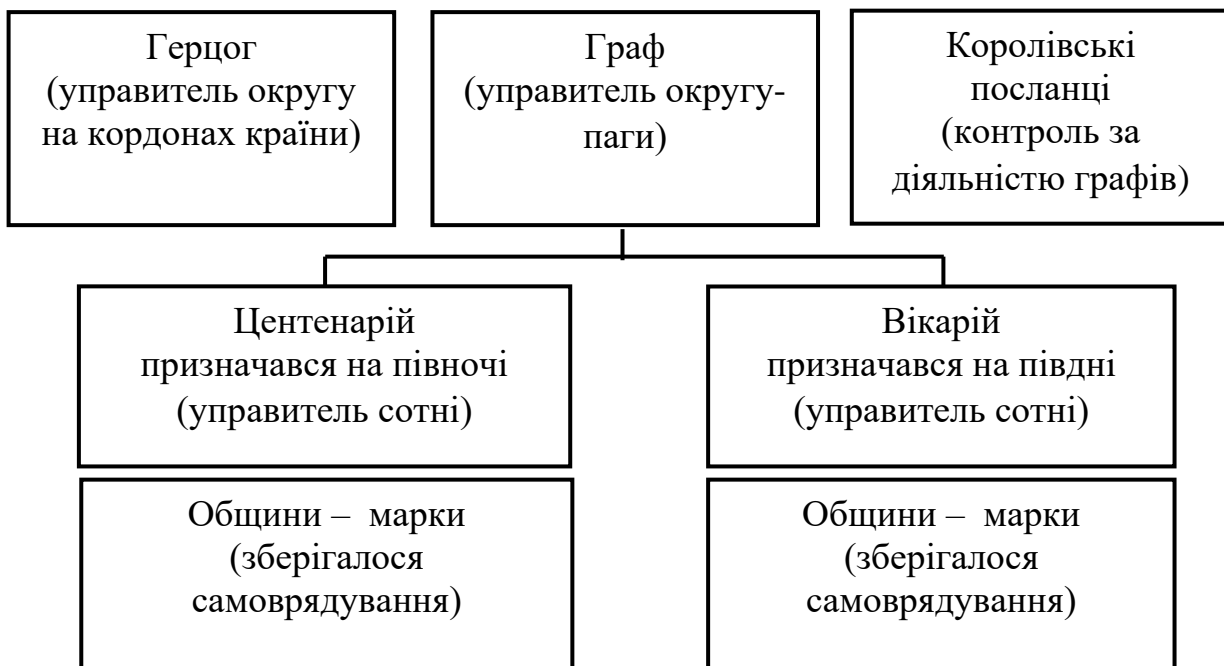 Герцог
(управитель округу
на кордонах країни)
Граф
(управитель округу-
паги)
Королівські
посланці
(контроль за
діяльністю графів)
Центенарій
призначався на півночі
(управитель сотні)
Вікарій
призначався на півдні
(управитель сотні)
Общини – марки
(зберігалося
самоврядування)
Общини – марки
(зберігалося
самоврядування)